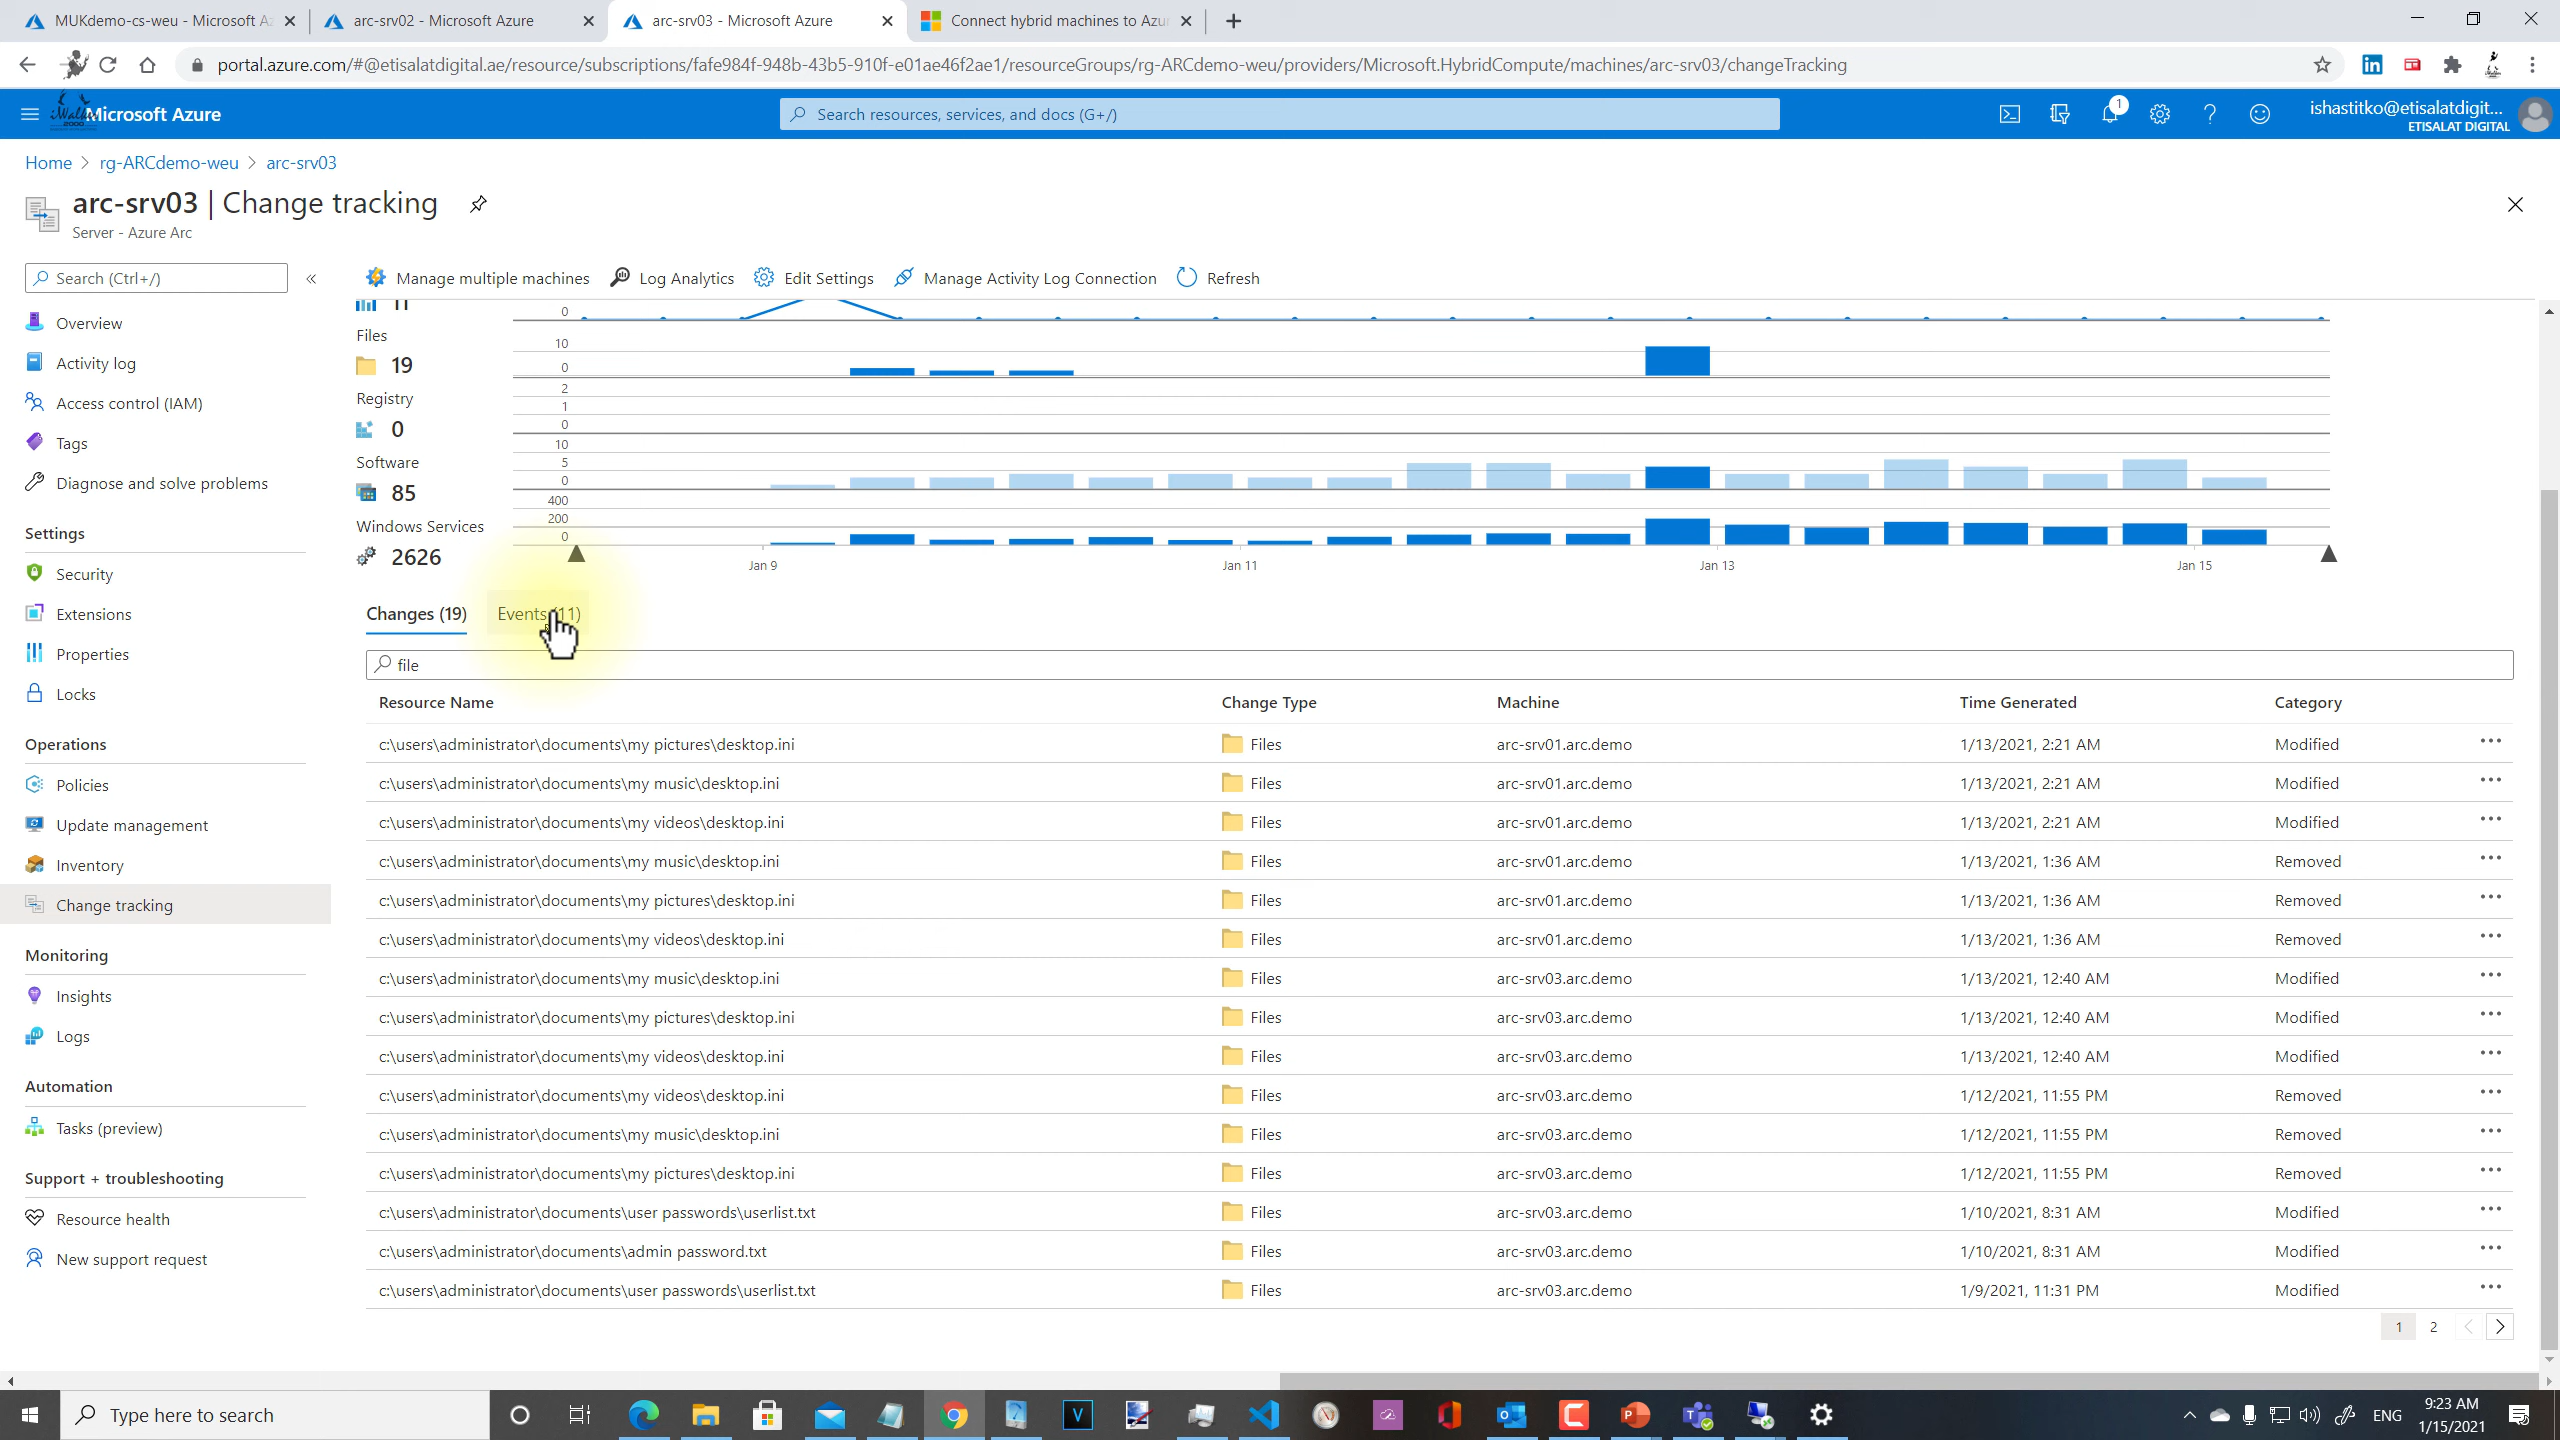 MUKdemo-cs-weu - Microsoft Az
arc-srv02 - Microsoft Azure
arc-srv03 - Microsoft Azure
Connect hybrid machines to Azu
portal.azure.com/#@etisalatdigital.ae/resource/subscriptions/fafe984f-948b-43b5-910f-e01ae46f2ae1/resourceGroups/rg-ARCdemo-weu/providers/Microsoft.HybridCompute/machines/arc-srv03/changeTracking
Microsoft Azure
Search resources, services, and docs (G+/)
1
ishastitko@etisalatdigit...
ETISALAT DIGITAL
Home > rg-ARCdemo-weu > arc-srv03
arc-srv03 | Change tracking
Server - Azure Arc
Search (Ctrl+/)
Manage multiple machines
Log Analytics
Edit Settings
Manage Activity Log Connection
Refresh
Overview
Activity log
Access control (IAM)
Tags
Diagnose and solve problems
Settings
Security
Extensions
Properties
Locks
Operations
Policies
Update management
Inventory
Change tracking
Monitoring
Insights
Logs
Automation
Tasks (preview)
Support + troubleshooting
Resource health
New support request
11
0
Files
19
10
0
Registry
0
2
1
0
Software
85
10
5
0
Windows Services
2626
400
200
0
Jan 9 Jan 11 Jan 13 Jan 15
Changes (19) Events (11)
file
Resource Name Change Type Machine Time Generated Category
c:\users\administrator\documents\my pictures\desktop.ini Files arc-srv01.arc.demo 1/13/2021, 2:21 AM Modified
c:\users\administrator\documents\my music\desktop.ini Files arc-srv01.arc.demo 1/13/2021, 2:21 AM Modified
c:\users\administrator\documents\my videos\desktop.ini Files arc-srv01.arc.demo 1/13/2021, 2:21 AM Modified
c:\users\administrator\documents\my music\desktop.ini Files arc-srv01.arc.demo 1/13/2021, 1:36 AM Removed
c:\users\administrator\documents\my pictures\desktop.ini Files arc-srv01.arc.demo 1/13/2021, 1:36 AM Removed
c:\users\administrator\documents\my videos\desktop.ini Files arc-srv01.arc.demo 1/13/2021, 1:36 AM Removed
c:\users\administrator\documents\my music\desktop.ini Files arc-srv03.arc.demo 1/13/2021, 12:40 AM Modified
c:\users\administrator\documents\my pictures\desktop.ini Files arc-srv03.arc.demo 1/13/2021, 12:40 AM Modified
c:\users\administrator\documents\my videos\desktop.ini Files arc-srv03.arc.demo 1/13/2021, 12:40 AM Modified
c:\users\administrator\documents\my videos\desktop.ini Files arc-srv03.arc.demo 1/12/2021, 11:55 PM Removed
c:\users\administrator\documents\my music\desktop.ini Files arc-srv03.arc.demo 1/12/2021, 11:55 PM Removed
c:\users\administrator\documents\my pictures\desktop.ini Files arc-srv03.arc.demo 1/12/2021, 11:55 PM Removed
c:\users\administrator\documents\user passwords\userlist.txt Files arc-srv03.arc.demo 1/10/2021, 8:31 AM Modified
c:\users\administrator\documents\admin password.txt Files arc-srv03.arc.demo 1/10/2021, 8:31 AM Modified
c:\users\administrator\documents\user passwords\userlist.txt Files arc-srv03.arc.demo 1/9/2021, 11:31 PM Modified
1 2
Type here to search
ENG
9:23 AM
1/15/2021